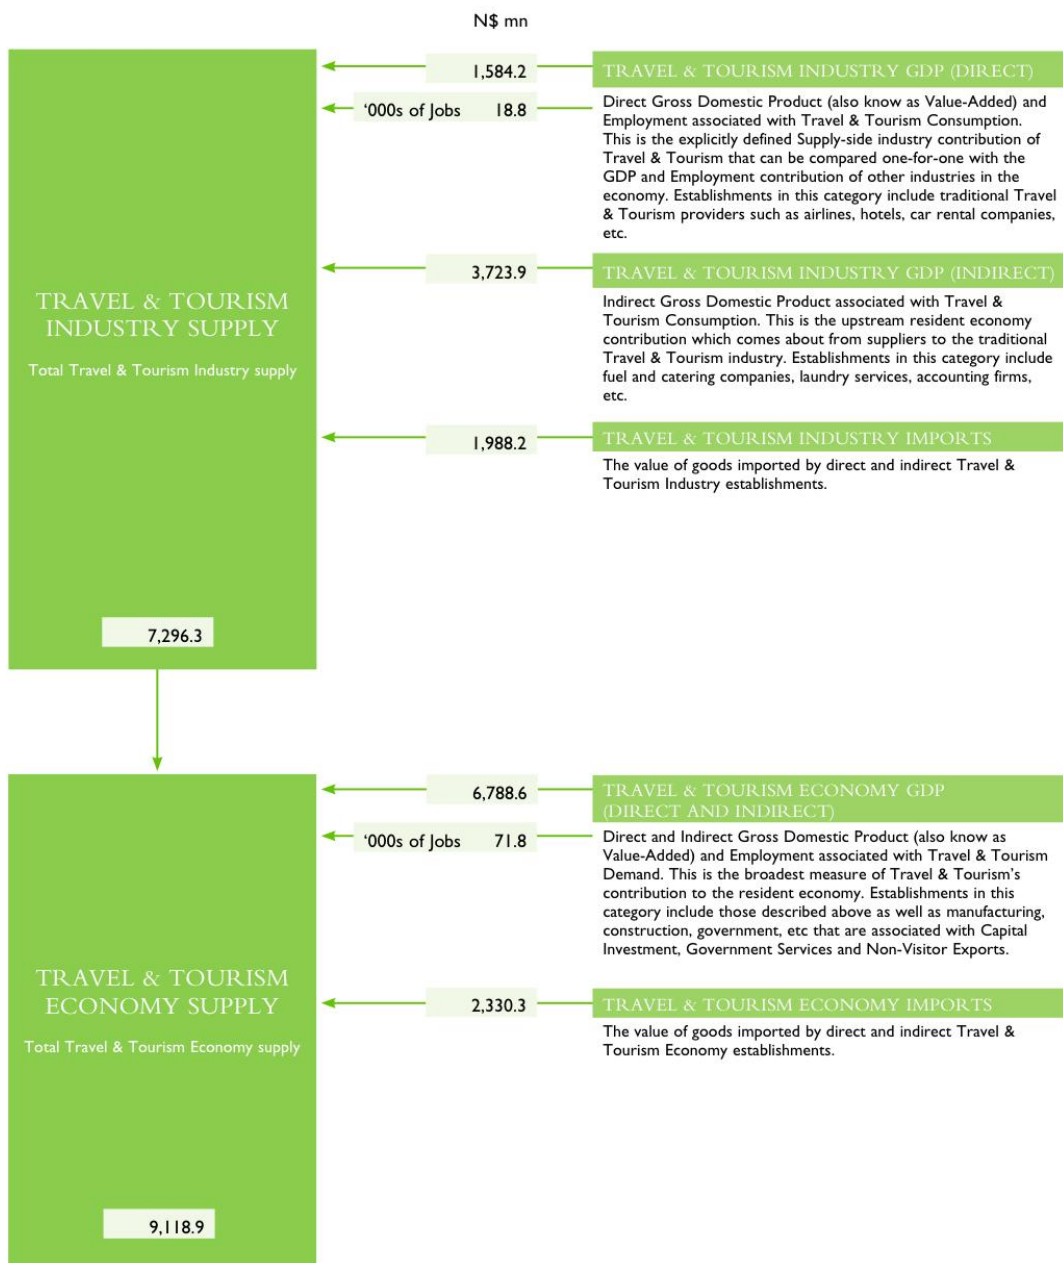 N$ mn
1,584.2
TRAVEL & TOURISM INDUSTRY GDP (DIRECT)
‘000s of Jobs 18.8
Direct Gross Domestic Product (also know as Value-Added) and
Employment associated with Travel & Tourism Consumption.
This is the explicitly defined Supply-side industry contribution of
Travel & Tourism that can be compared one-for-one with the
GDP and Employment contribution of other industries in the
economy. Establishments in this category include traditional Travel
& Tourism providers such as airlines, hotels, car rental companies,
etc.
3,723.9
TRAVEL & TOURISM INDUSTRY GDP (INDIRECT)
Indirect Gross Domestic Product associated with Travel &
Tourism Consumption. This is the upstream resident economy
contribution which comes about from suppliers to the traditional
Travel & Tourism industry. Establishments in this category include
fuel and catering companies, laundry services, accounting firms,
etc.
TRAVEL & TOURISM
INDUSTRY SUPPLY
Total Travel & Tourism Industry supply
1,988.2
TRAVEL & TOURISM INDUSTRY IMPORTS
The value of goods imported by direct and indirect Travel &
Tourism Industry establishments.
7,296.3
6,788.6
TRAVEL & TOURISM ECONOMY GDP
(DIRECT AND INDIRECT)
‘000s of Jobs 71.8
Direct and Indirect Gross Domestic Product (also know as
Value-Added) and Employment associated with Travel & Tourism
Demand. This is the broadest measure of Travel & Tourism’s
contribution to the resident economy. Establishments in this
category include those described above as well as manufacturing,
construction, government, etc that are associated with Capital
Investment, Government Services and Non-Visitor Exports.
TRAVEL & TOURISM
ECONOMY SUPPLY
Total Travel & Tourism Economy supply
2,330.3
TRAVEL & TOURISM ECONOMY IMPORTS
The value of goods imported by direct and indirect Travel &
Tourism Economy establishments.
9,118.9